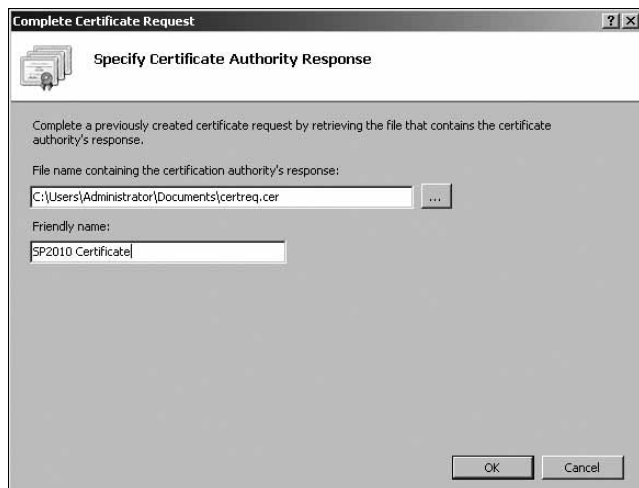 Complete Certificate Request
Specify Certificate Authority Response
Complete a previously created certificate request by retrieving the file that contains the certificate
authority's response.
File name containing the certification authority's response:
C:\Users\Administrator\Documents\certreq.cer
...
Friendly name:
SP2010 Certificate
OK
Cancel